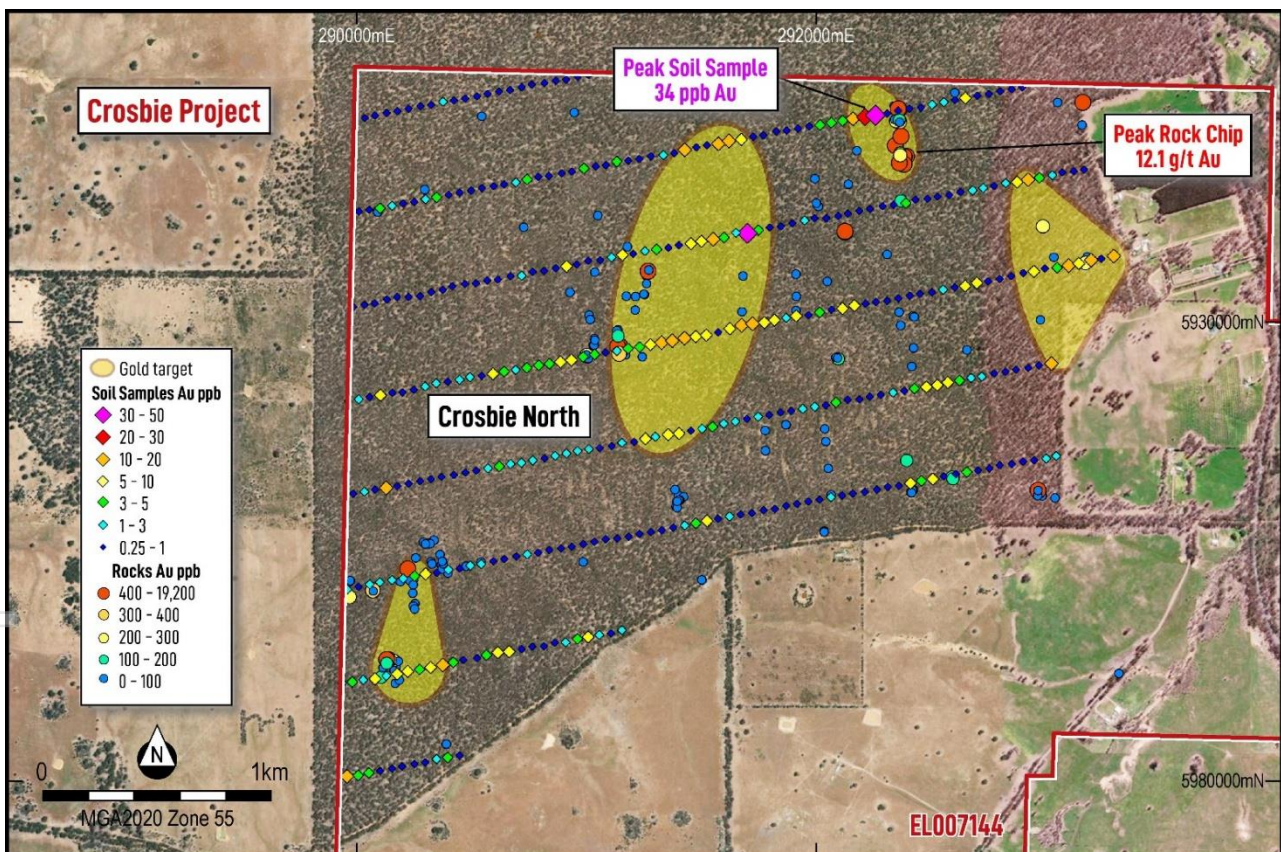 290000mE
292000mE
Crosbie Project
Peak Soil Sample
34 ppb Au
Peak Rock Chip
12.1 g/t Au
5930000mN
Gold target
Soil Samples Au ppb
30 - 50
20 - 30
10 - 20
5 - 10
3 - 5
1 - 3
0.25 - 1
Rocks Au ppb
400 - 19,200
300 - 400
200 - 300
100 - 200
0 - 100
Crosbie North
N
0 1km
MGA2020 Zone 55
5980000mN
EL007144